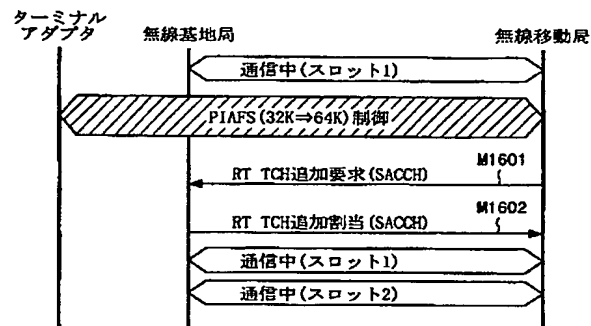 ターミナル
アダプタ
無線基地局
無線移動局
通信中(スロット1)
PIAFS(32K⇒64K)制御
M1601
RT TCH追加要求(SACCH)
M1602
RT TCH追加割当(SACCH)
通信中(スロット1)
通信中(スロット2)